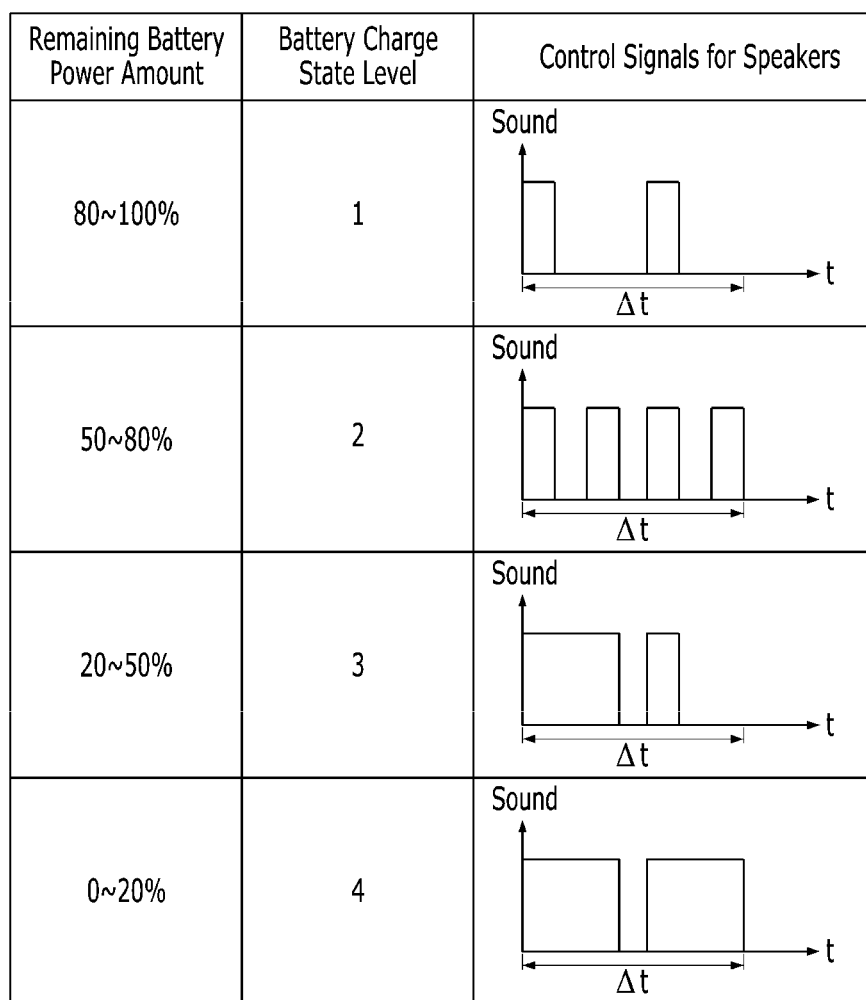 Remaining Battery
Power Amount
Battery Charge
State Level
Control Signals for Speakers
80~100%
1
Sound
t
Δt
50~80%
2
Sound
t
Δt
20~50%
3
Sound
t
Δt
0~20%
4
Sound
t
Δt